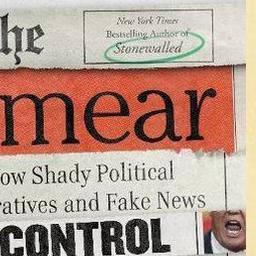 he
New York Times
Bestselling Author of
Stonewalled
mear
ow Shady Political
ratives and Fake News
CONTROL